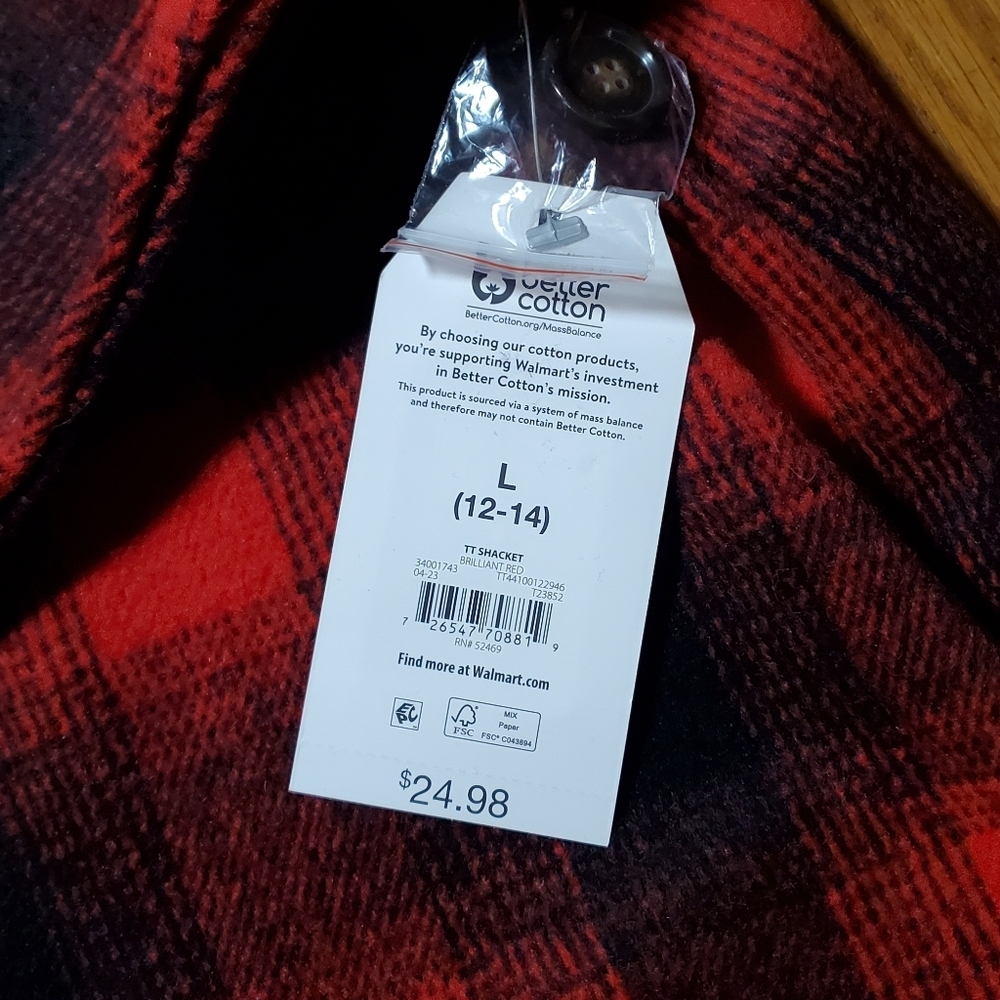 better
cotton
BetterCotton.org/MassBalance
By choosing our cotton products,
you're supporting Walmart's investment
in Better Cotton's mission.
This product is sourced via a system of mass balance
and therefore may not contain Better Cotton.
L
(12-14)
TT SHACKET
BRILLIANT RED
34001743 TT44100122946
04-23 T23852
7 26547 70881 9
RN# 52469
Find more at Walmart.com
EPC
FSC
MIX
Paper
FSC® C043894
$24.98